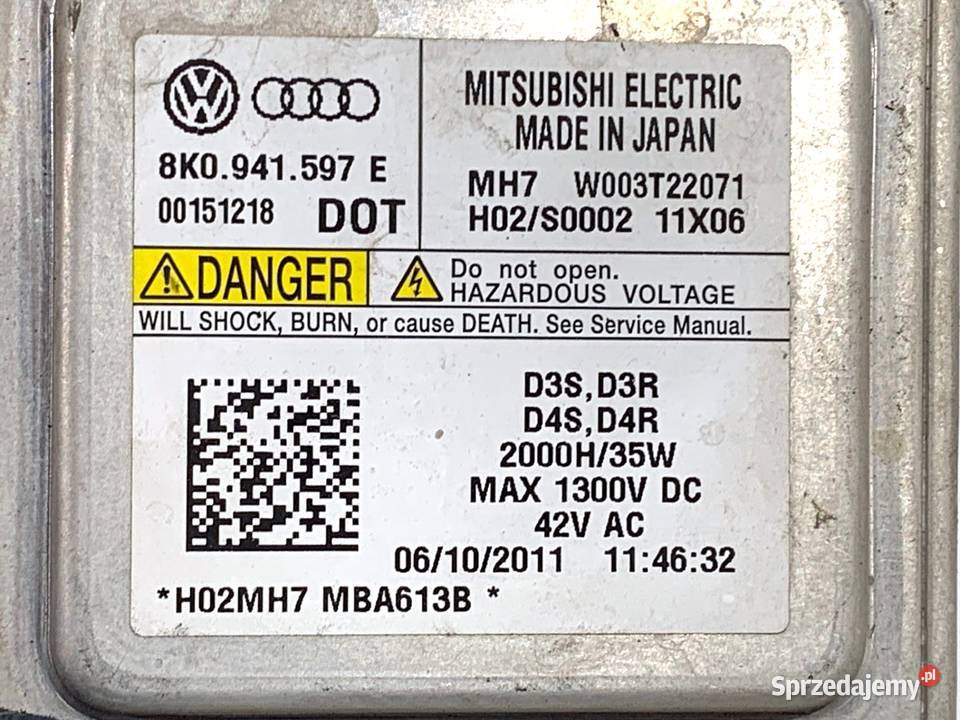 8K0.941.597 E
00151218 DOT
MITSUBISHI ELECTRIC
MADE IN JAPAN
MH7 W003T22071
H02/S0002 11X06
DANGER
Do not open.
HAZARDOUS VOLTAGE
WILL SHOCK, BURN, or cause DEATH. See Service Manual.
D3S,D3R
D4S,D4R
2000H/35W
MAX 1300V DC
42V AC
06/10/2011 11:46:32
*H02MH7 MBA613B *
Sprzedajemy.pl